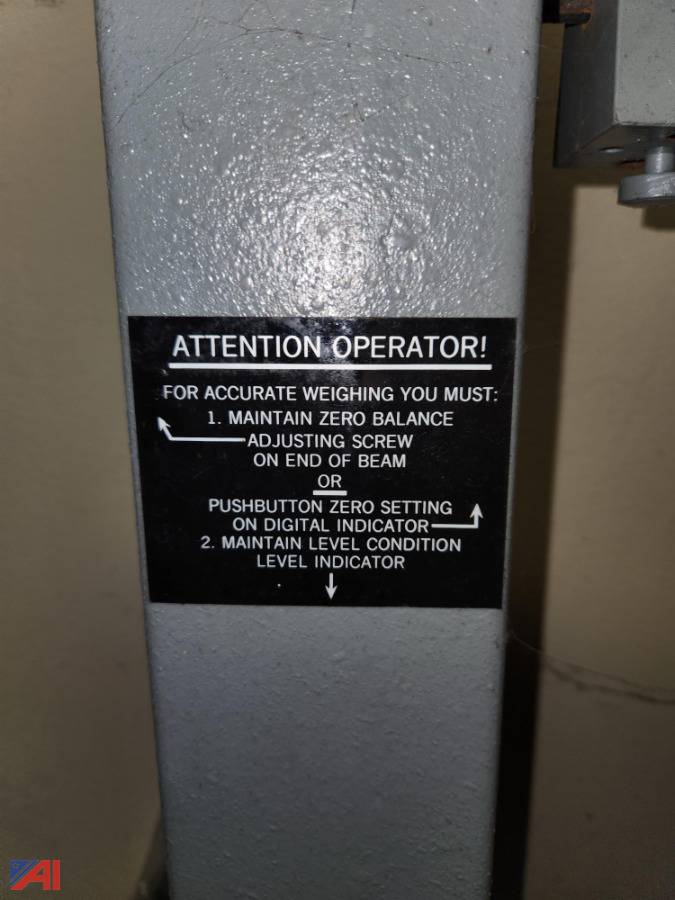 ATTENTION OPERATOR!
FOR ACCURATE WEIGHING YOU MUST:
1. MAINTAIN ZERO BALANCE
ADJUSTING SCREW
ON END OF BEAM
OR
PUSHBUTTON ZERO SETTING
ON DIGITAL INDICATOR
2. MAINTAIN LEVEL CONDITION
LEVEL INDICATOR
AI